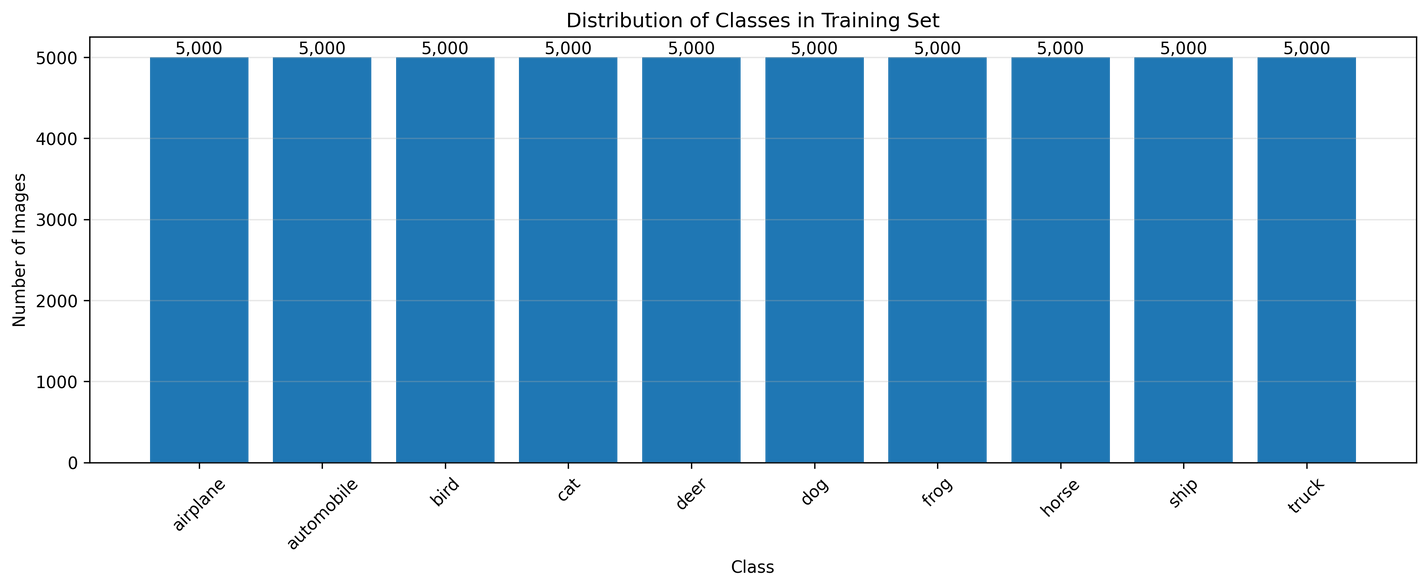 Distribution of Classes in Training Set
5,000 5,000 5,000 5,000 5,000 5,000 5,000 5,000 5,000 5,000
5000
4000
3000
2000
1000
0
Number of Images
airplane automobile bird cat deer dog frog horse ship truck
Class